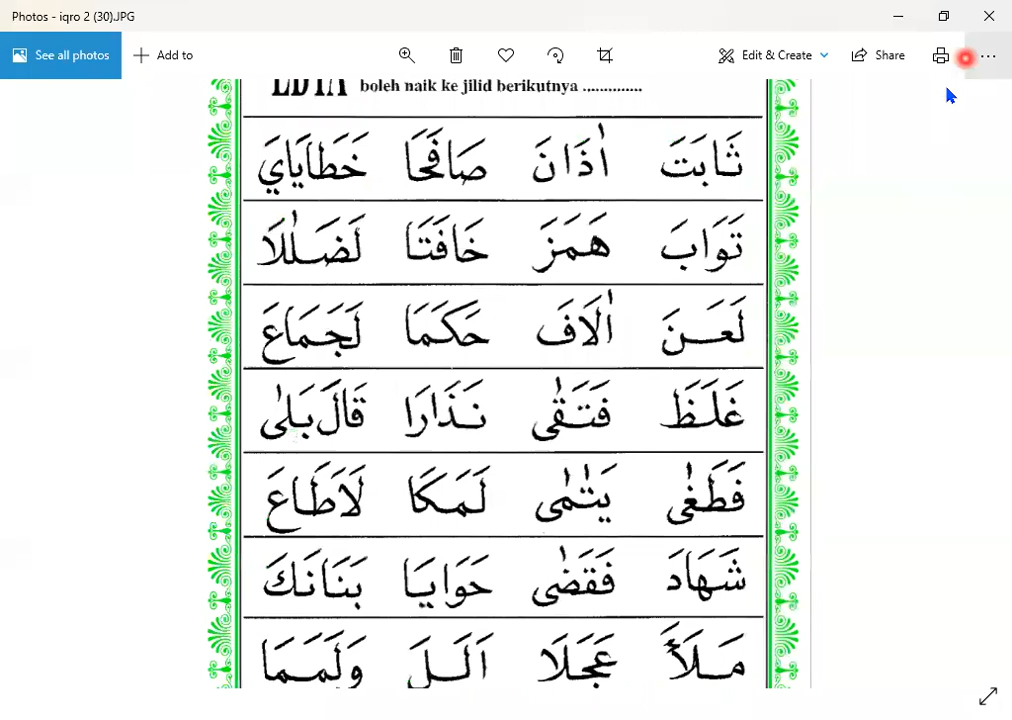 Photos - iqro 2 (30).JPG
See all photos Add to Edit & Create Share
EBTA boleh naik ke jilid berikutnya ..............
ثَابَتَ اٰذَانَ صَافَحَا خَطَايَايَ
تَوَابَ هَمَزَ خَافَتَا لَضَلٰلَا
لَعَنَ اٰلَافَ حَكَمَا لَجَمَاعَ
غَلَظَ فَتَقٰى نَذَارَا قَالَ بَلٰى
فَطَغٰى يَتٰمٰى لَمَكَا لَاطَاعَ
شَهَادَ فَقَضٰى حَوَايَا بَنَانَكَ
مَلَأَ عَجَلَا اَلَلَ وَلَمَمَا